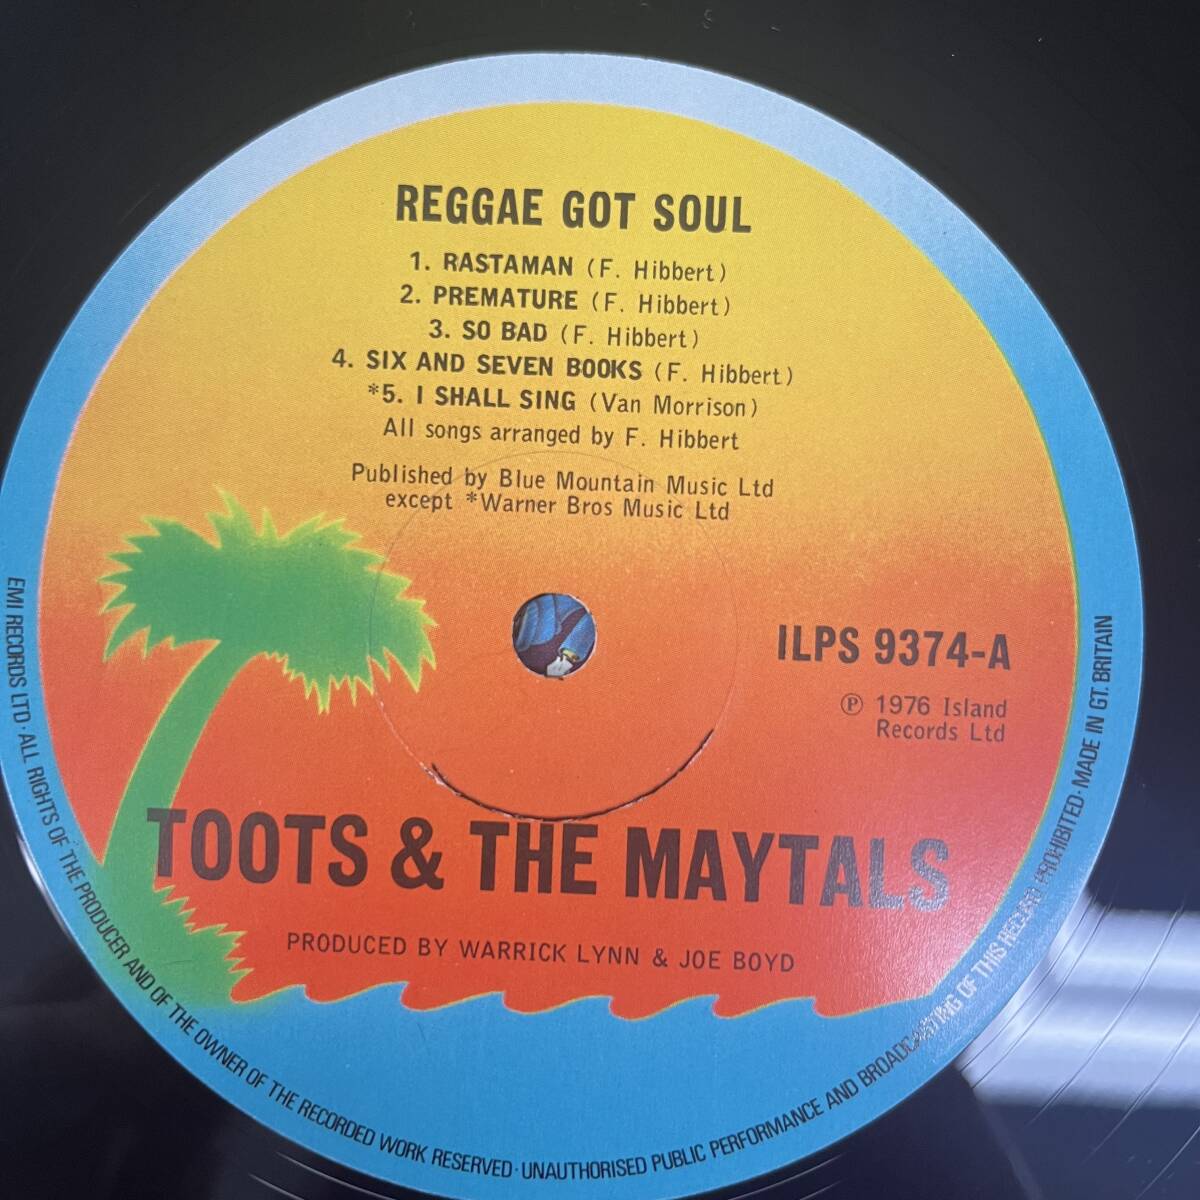 REGGAE GOT SOUL
1. RASTAMAN (F. Hibbert)
2. PREMATURE (F. Hibbert)
3. SO BAD (F. Hibbert)
4. SIX AND SEVEN BOOKS (F. Hibbert)
*5. I SHALL SING (Van Morrison)
All songs arranged by F. Hibbert
Published by Blue Mountain Music Ltd
except *Warner Bros Music Ltd
ILPS 9374-A
℗ 1976 Island
Records Ltd
TOOTS & THE MAYTALS
PRODUCED BY WARRICK LYNN & JOE BOYD
EMI RECORDS LTD · ALL RIGHTS OF THE PRODUCER AND OF THE OWNER OF THE RECORDED WORK RESERVED · UNAUTHORISED PUBLIC PERFORMANCE AND BROADCASTING OF THIS RECORD PROHIBITED · MADE IN GT. BRITAIN